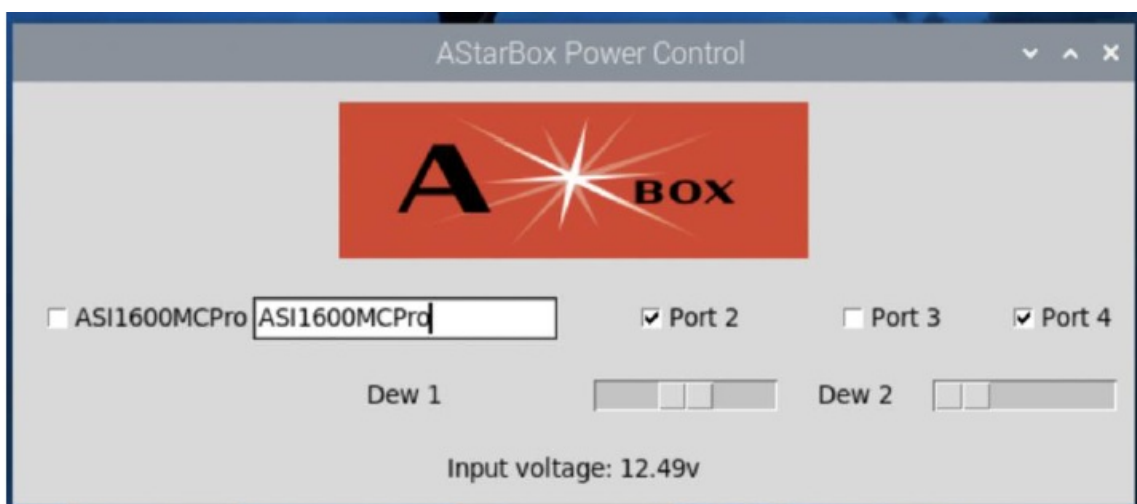 AStarBox Power Control
A BOX
ASI1600MCPro ASI1600MCPro Port 2 Port 3 Port 4
Dew 1 Dew 2
Input voltage: 12.49v